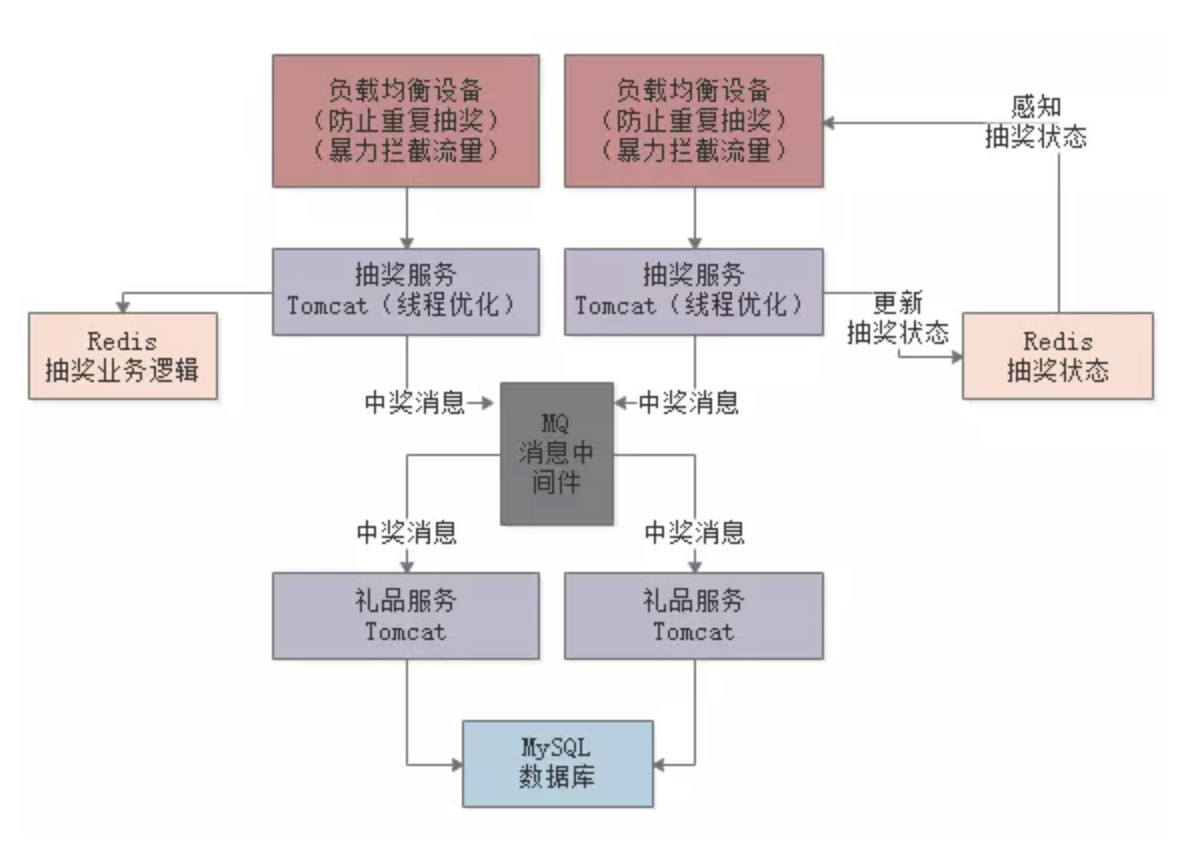 负载均衡设备
（防止重复抽奖）
（暴力拦截流量）
负载均衡设备
（防止重复抽奖）
（暴力拦截流量）
感知
抽奖状态
抽奖服务
Tomcat（线程优化）
抽奖服务
Tomcat（线程优化）
更新
抽奖状态
Redis
抽奖业务逻辑
Redis
抽奖状态
中奖消息
MQ
消息中
间件
中奖消息
中奖消息
中奖消息
礼品服务
Tomcat
礼品服务
Tomcat
MySQL
数据库